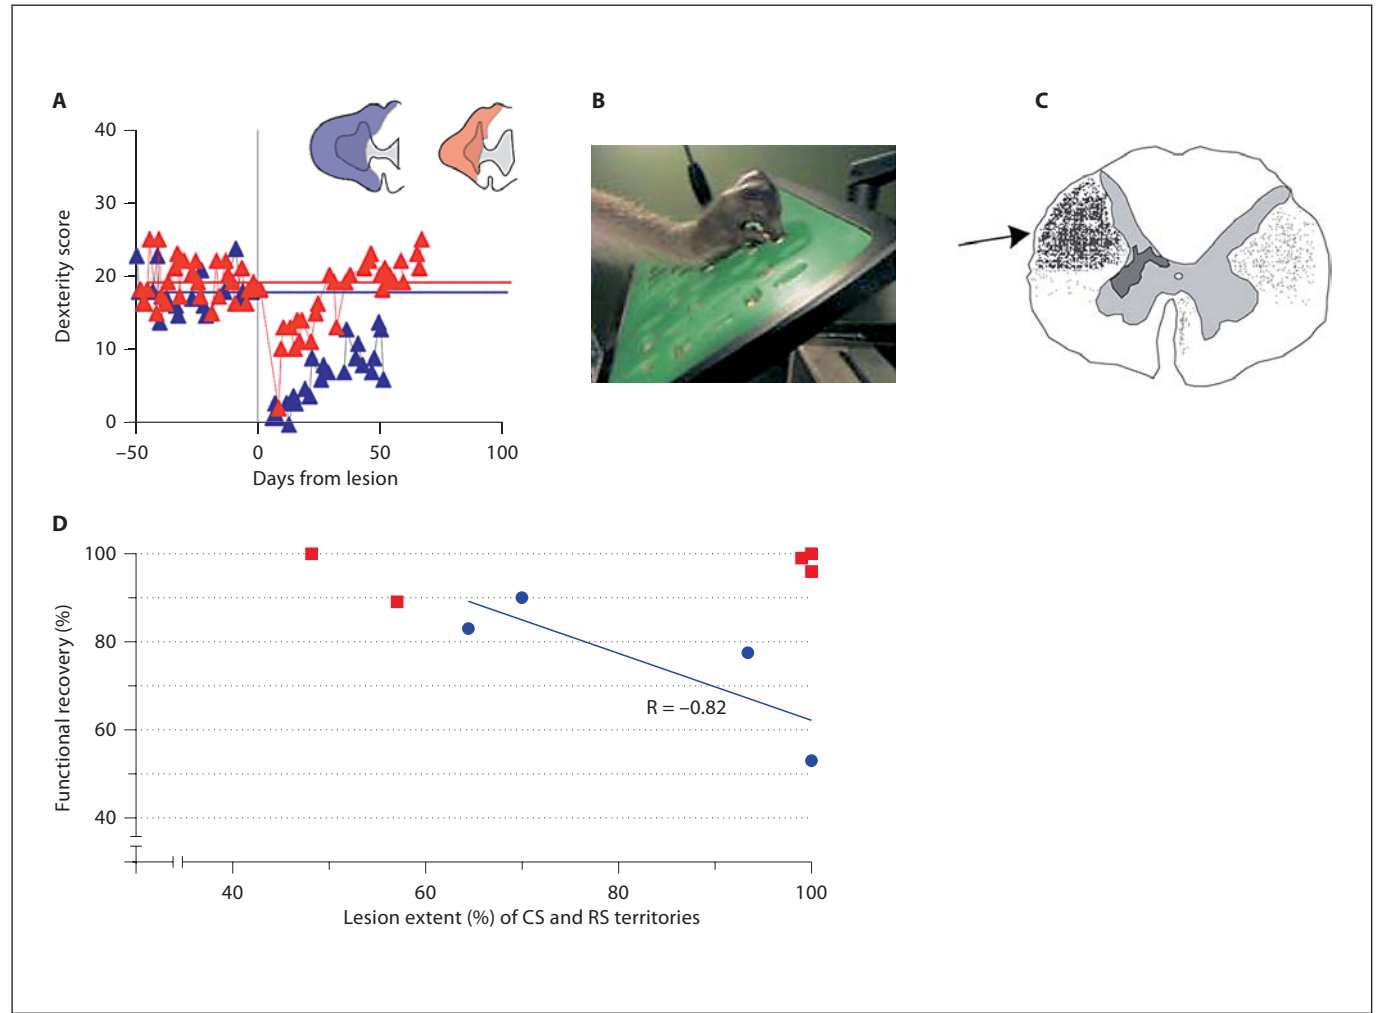 A
B
C
40
30
20
10
0
Dexterity score
–50
0
50
100
Days from lesion
D
100
80
60
40
Functional recovery (%)
R = –0.82
40
60
80
100
Lesion extent (%) of CS and RS territories